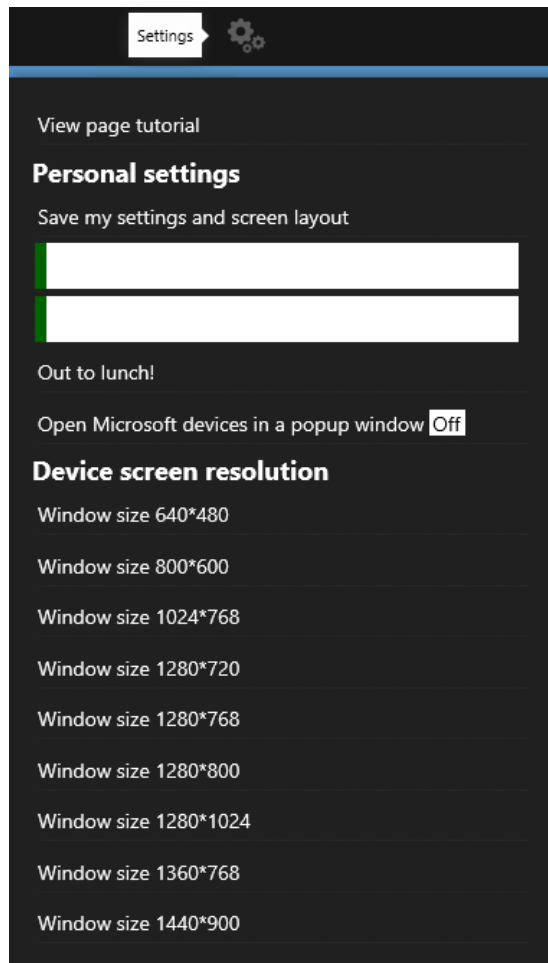 Settings
View page tutorial
Personal settings
Save my settings and screen layout
Out to lunch!
Open Microsoft devices in a popup window Off
Device screen resolution
Window size 640*480
Window size 800*600
Window size 1024*768
Window size 1280*720
Window size 1280*768
Window size 1280*800
Window size 1280*1024
Window size 1360*768
Window size 1440*900